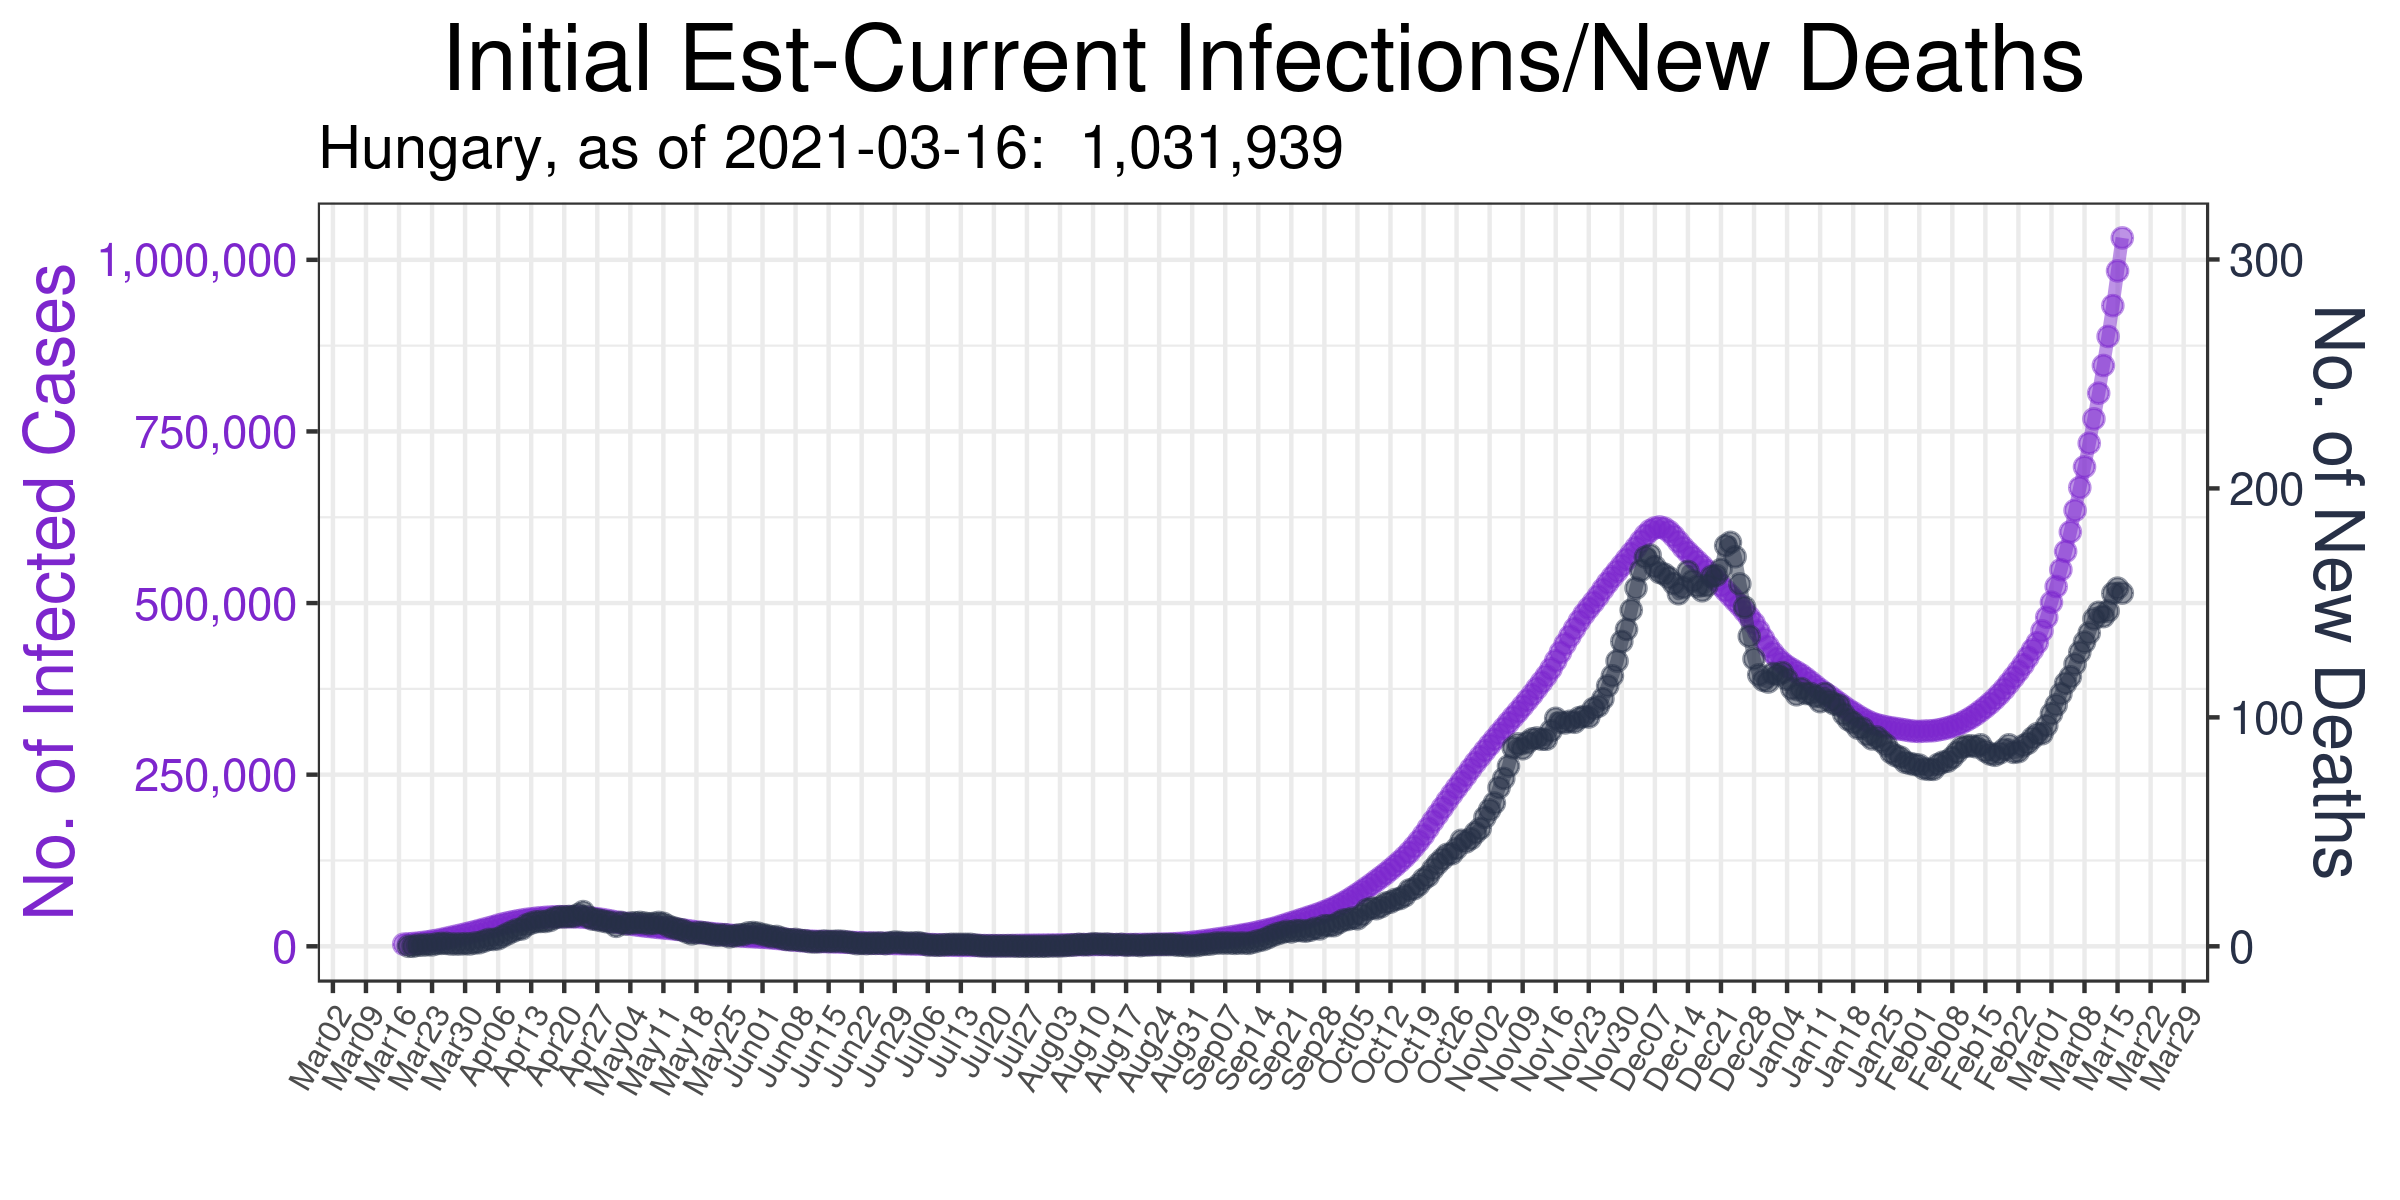 Initial Est-Current Infections/New Deaths
Hungary, as of 2021-03-16:  1,031,939
No. of Infected Cases
1,000,000
750,000
500,000
250,000
0
300
200
100
0
No. of New Deaths
Mar02
Mar09
Mar16
Mar23
Mar30
Apr06
Apr13
Apr20
Apr27
May04
May11
May18
May25
Jun01
Jun08
Jun15
Jun22
Jun29
Jul06
Jul13
Jul20
Jul27
Aug03
Aug10
Aug17
Aug24
Aug31
Sep07
Sep14
Sep21
Sep28
Oct05
Oct12
Oct19
Oct26
Nov02
Nov09
Nov16
Nov23
Nov30
Dec07
Dec14
Dec21
Dec28
Jan04
Jan11
Jan18
Jan25
Feb01
Feb08
Feb15
Feb22
Mar01
Mar08
Mar15
Mar22
Mar29